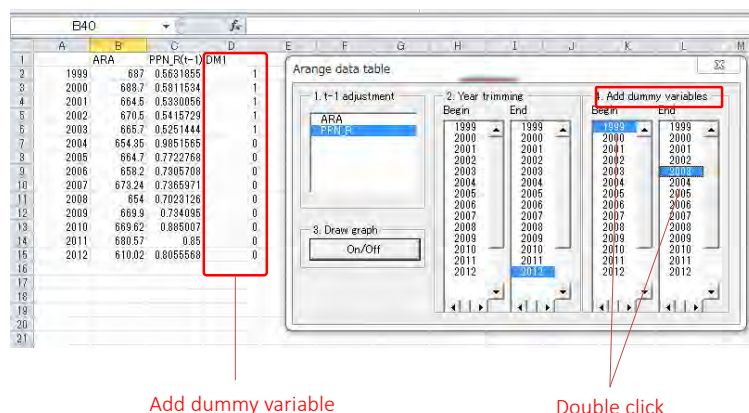 B40 fx
A B C D E F G H I J K L M
1 ARA PPN_R(t-1) DM1
2 1999 687 0.5631855 1
3 2000 688.7 0.5811534 1
4 2001 664.5 0.5330056 1
5 2002 670.5 0.5415729 1
6 2003 665.7 0.5251444 1
7 2004 654.35 0.9851565 0
8 2005 664.7 0.7722768 0
9 2006 658.2 0.7305708 0
10 2007 673.24 0.7365971 0
11 2008 654 0.7023126 0
12 2009 669.9 0.734095 0
13 2010 669.62 0.885007 0
14 2011 680.57 0.85 0
15 2012 610.02 0.8055568 0
16
17
18
19
20
21
Arange data table
1. t-1 adjustment
ARA
PPN_R
3. Draw graph
On/Off
2. Year trimming
Begin End
1999 1999
2000 2000
2001 2001
2002 2002
2003 2003
2004 2004
2005 2005
2006 2006
2007 2007
2008 2008
2009 2009
2010 2010
2011 2011
2012 2012
4. Add dummy variables
Begin End
1999 1999
2000 2000
2001 2001
2002 2002
2003 2003
2004 2004
2005 2005
2006 2006
2007 2007
2008 2008
2009 2009
2010 2010
2011 2011
2012 2012
Add dummy variable
Double click